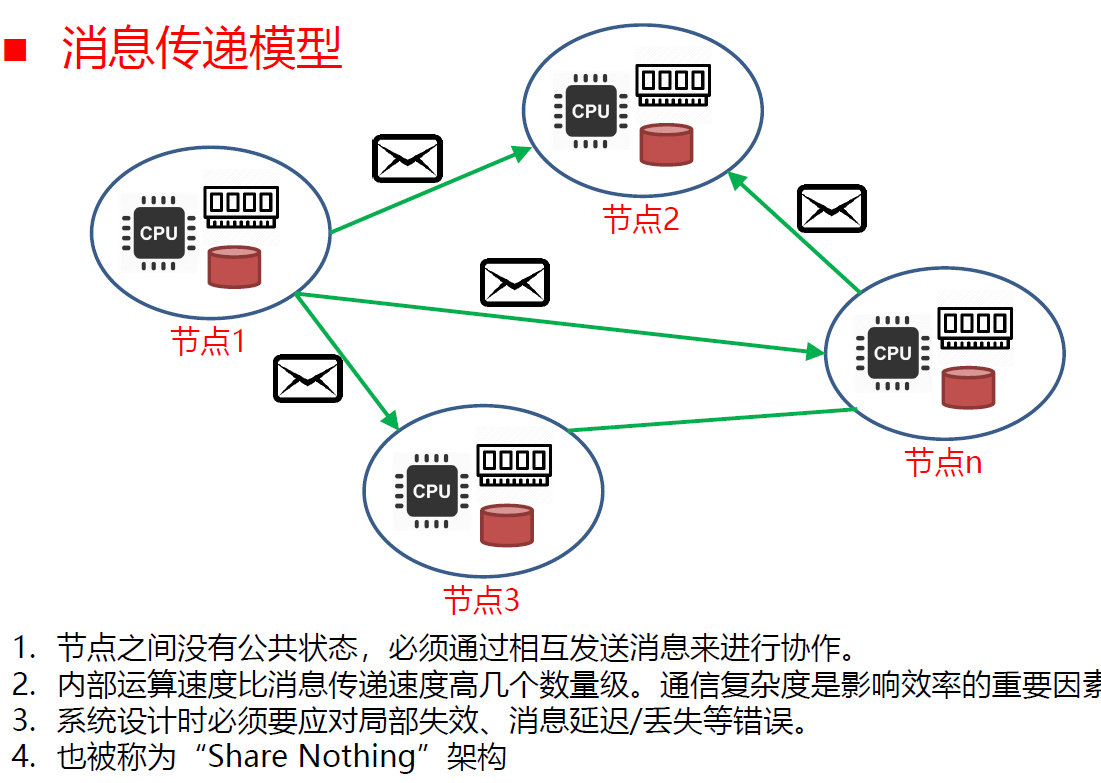 ■ 消息传递模型
CPU
节点2
CPU
节点1
CPU
节点n
CPU
节点3
1. 节点之间没有公共状态，必须通过相互发送消息来进行协作。
2. 内部运算速度比消息传递速度高几个数量级。通信复杂度是影响效率的重要因素
3. 系统设计时必须要应对局部失效、消息延迟/丢失等错误。
4. 也被称为“Share Nothing”架构